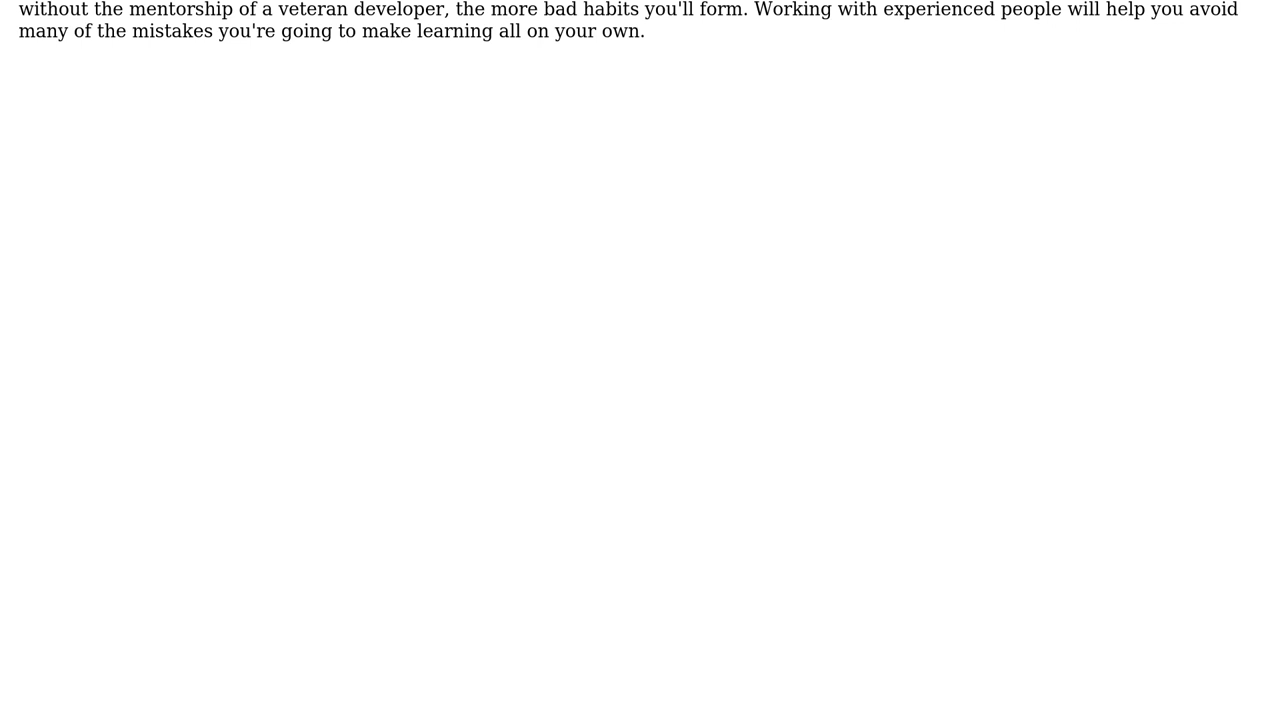 without the mentorship of a veteran developer, the more bad habits you'll form. Working with experienced people will help you avoid
many of the mistakes you're going to make learning all on your own.